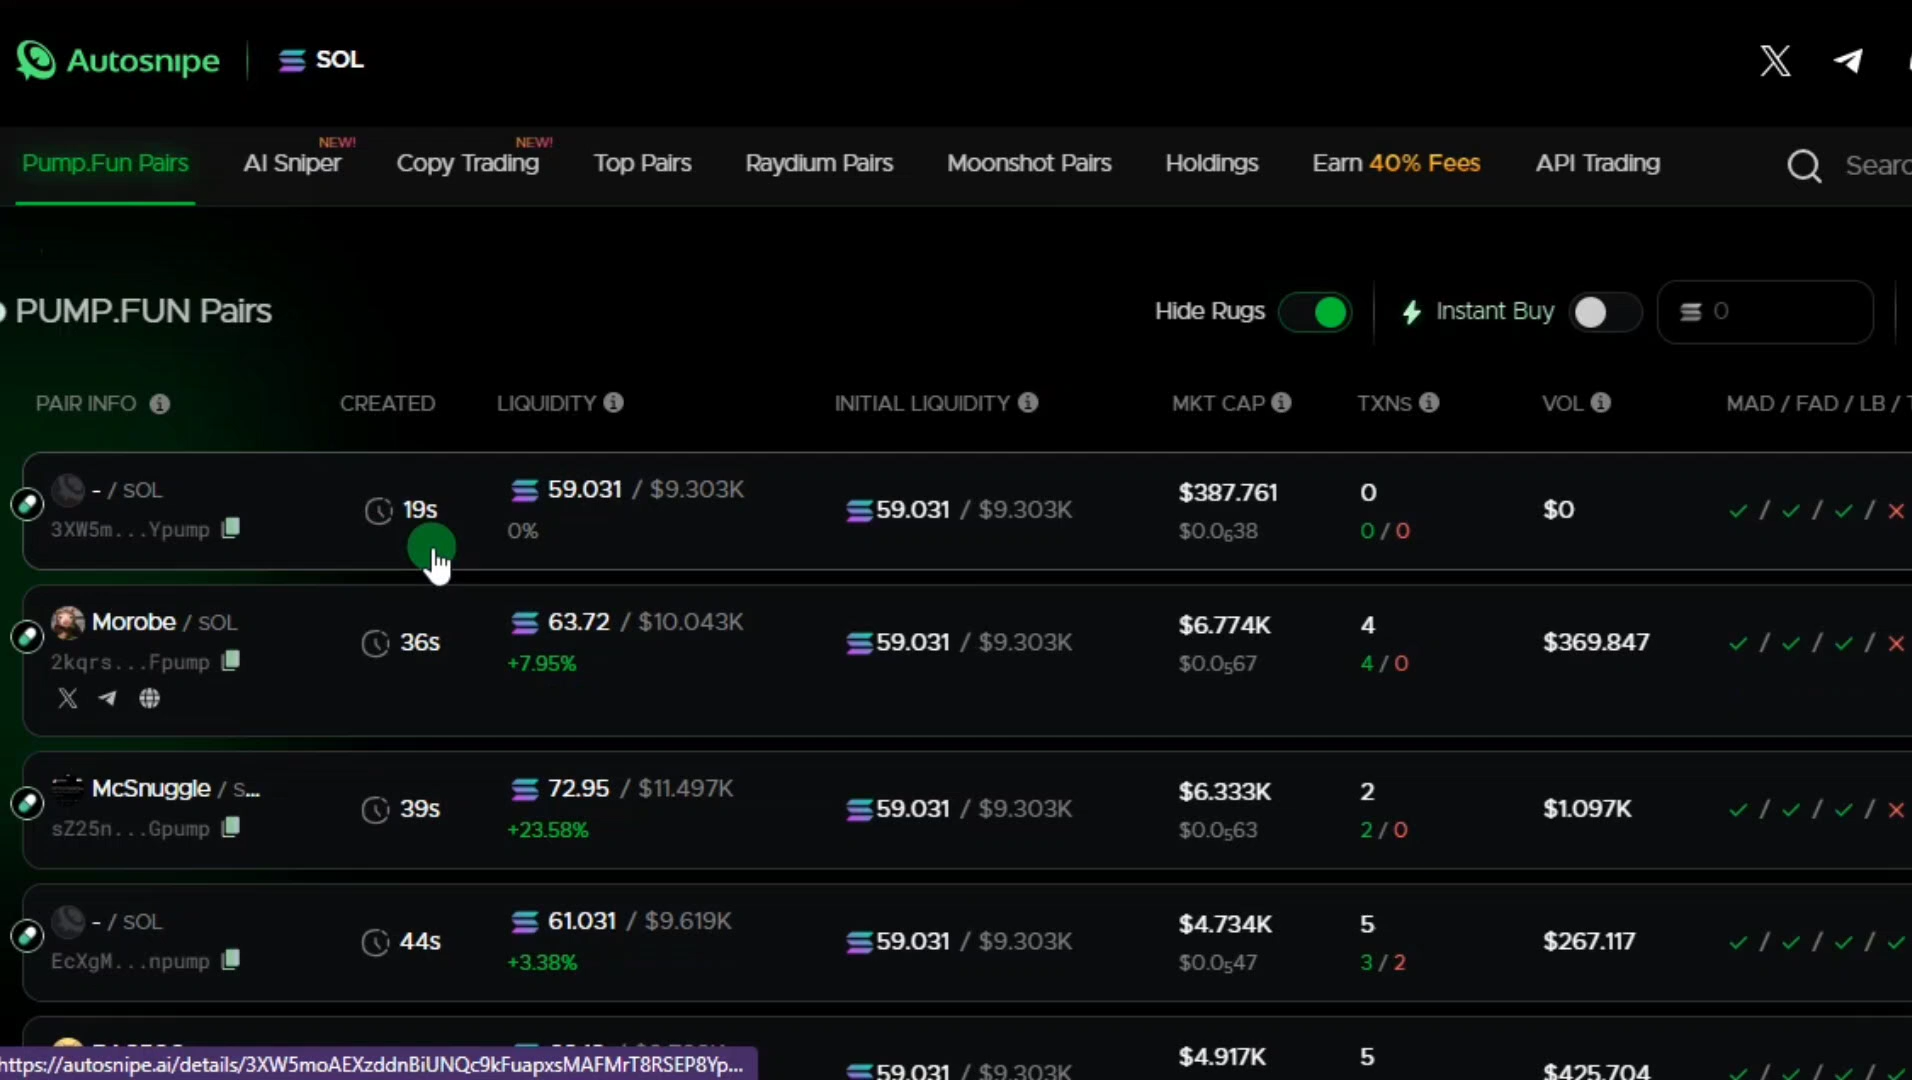 Autosnipe SOL
NEW! NEW!
Pump.Fun Pairs AI Sniper Copy Trading Top Pairs Raydium Pairs Moonshot Pairs Holdings Earn 40% Fees API Trading Searc
PUMP.FUN Pairs Hide Rugs Instant Buy 0
PAIR INFO CREATED LIQUIDITY INITIAL LIQUIDITY MKT CAP TXNs VOL MAD / FAD / LB /
- / SOL 59.031 / $9.303K $387.761 0
19s 59.031 / $9.303K $0 ✓ / ✓ / ✓ / ✕
3XW5m...Ypump 0% $0.0₆38 0 / 0
Morobe / SOL 63.72 / $10.043K $6.774K 4
36s 59.031 / $9.303K $369.847 ✓ / ✓ / ✓ / ✕
2kqrs...Fpump +7.95% $0.0₅67 4 / 0
McSnuggle / S... 72.95 / $11.497K $6.333K 2
39s 59.031 / $9.303K $1.097K ✓ / ✓ / ✓ / ✕
sZ25n...Gpump +23.58% $0.0₅63 2 / 0
- / SOL 61.031 / $9.619K $4.734K 5
44s 59.031 / $9.303K $267.117 ✓ / ✓ / ✓ / ✓
EcXgM...npump +3.38% $0.0₅47 3 / 2
$4.917K 5
59.031 / $9.303K $425.704
https://autosnipe.ai/details/3XW5moAEXzddnBiUNQc9kFuapxsMAFMrT8RSEP8Yp...